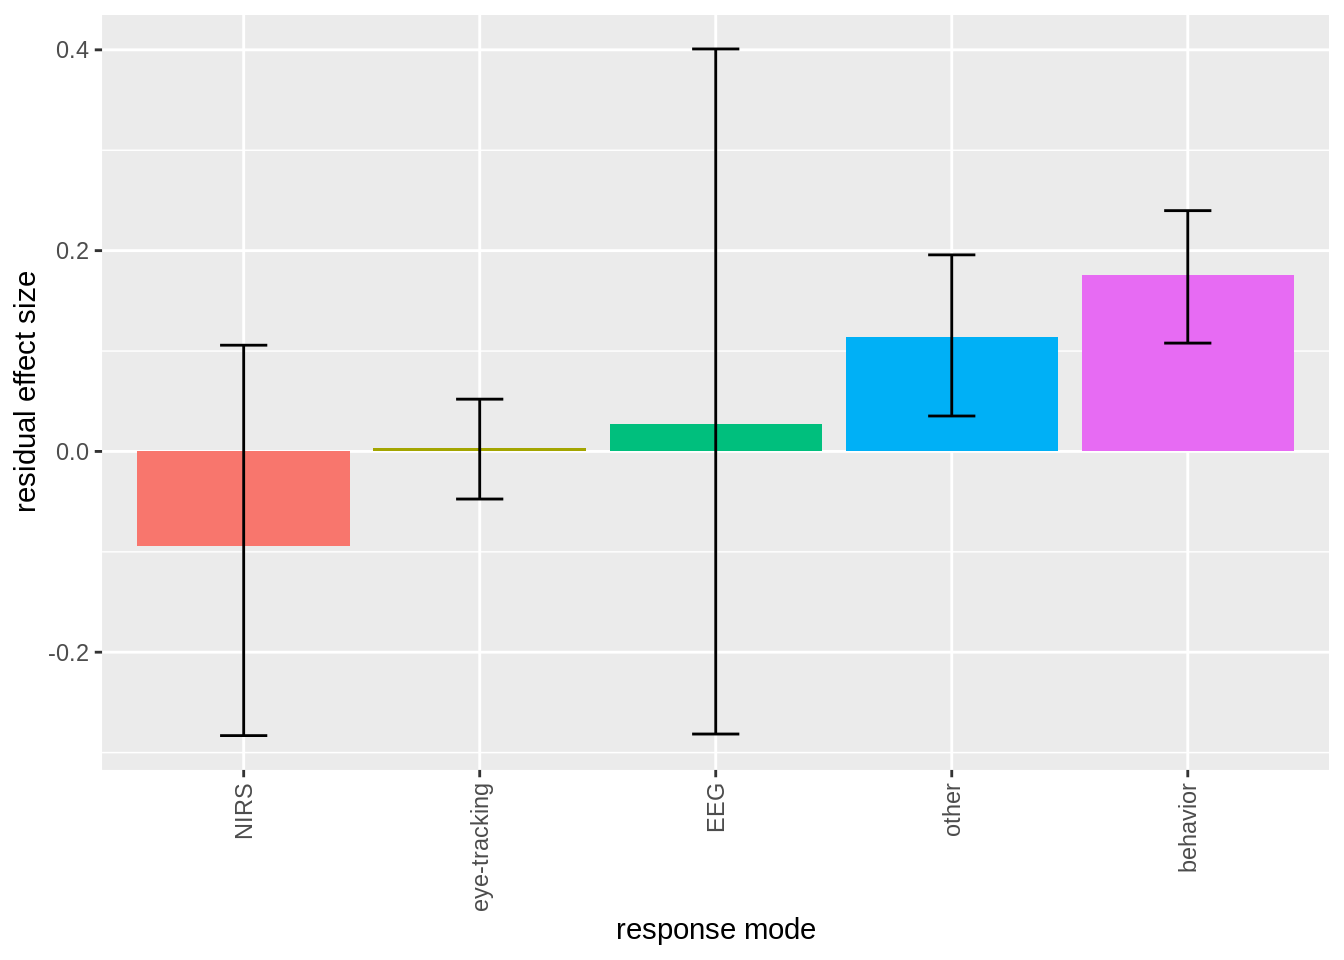 0.4
0.2
0.0
-0.2
residual effect size
NIRS
eye-tracking
EEG
other
behavior
response mode